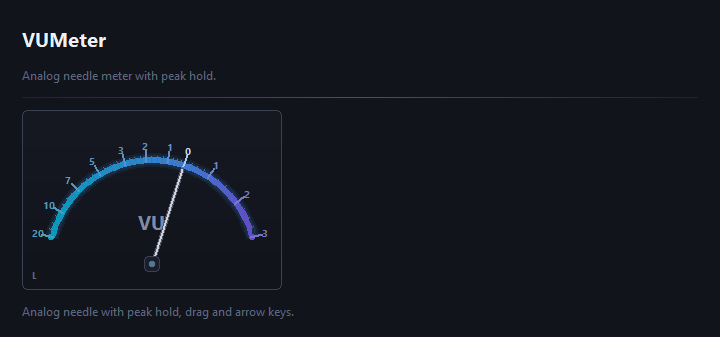 VUMeter
Analog needle meter with peak hold.
20 10 7 5 3 2 1 0 1 2 3
VU
L
Analog needle with peak hold, drag and arrow keys.